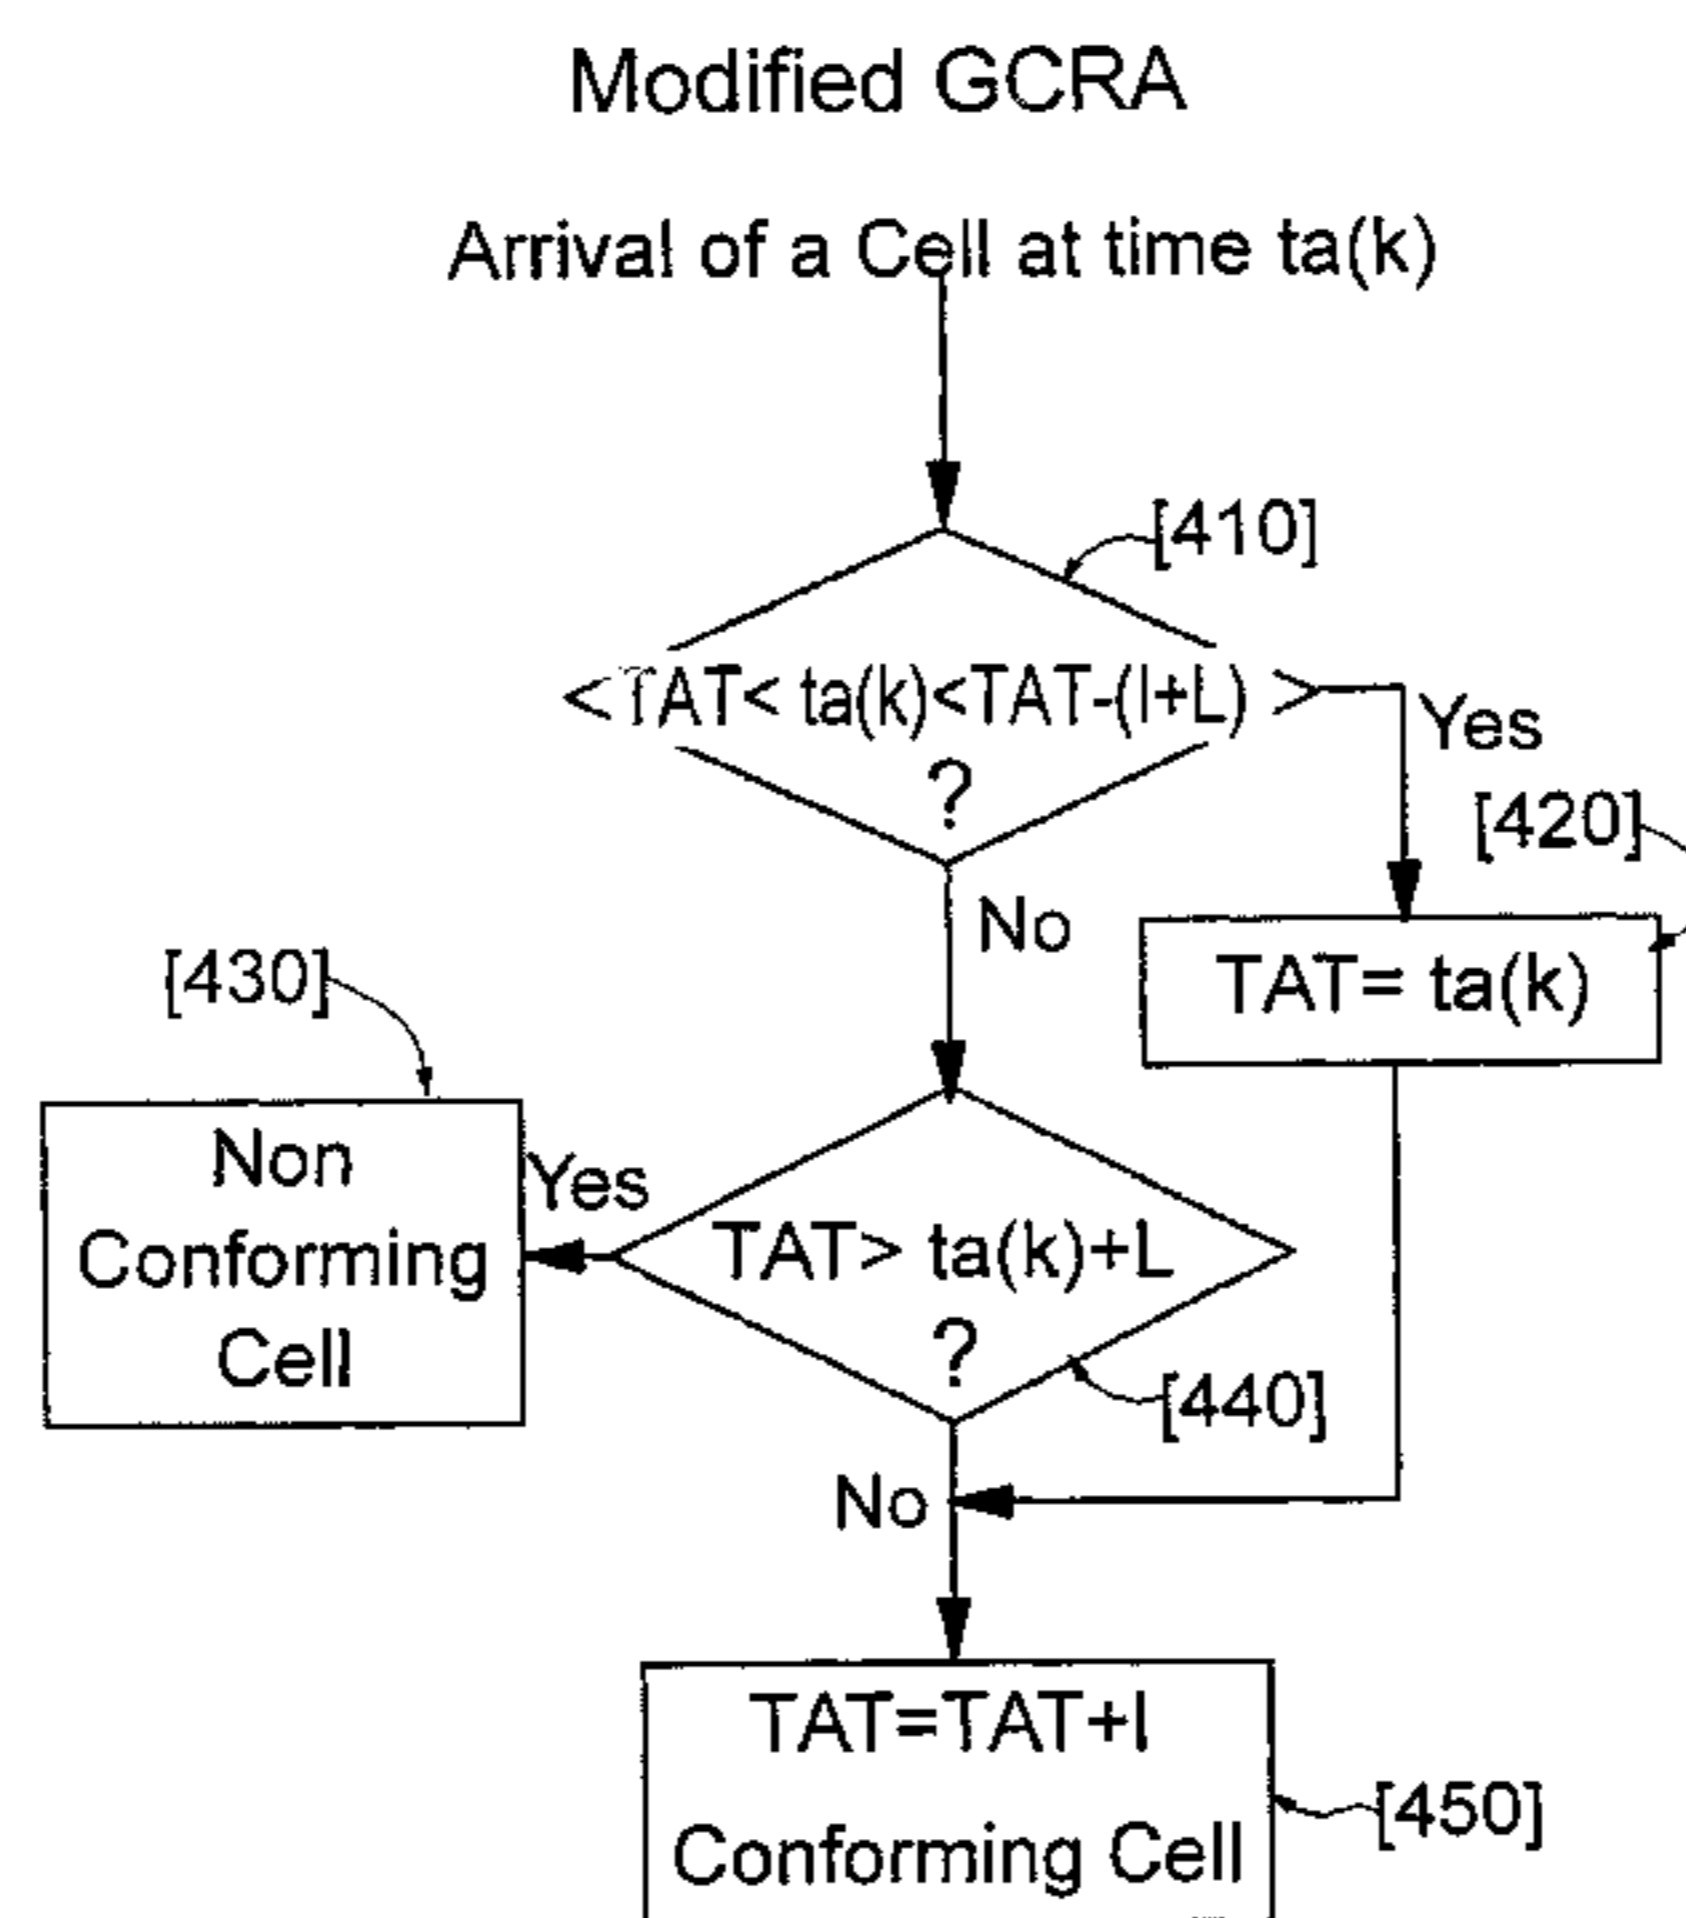 Modified GCRA
Arrival of a Cell at time ta(k)
[410]
TAT< ta(k)<TAT-(I+L)
?
Yes
[420]
No
TAT= ta(k)
[430]
Non
Conforming
Cell
Yes
TAT> ta(k)+L
?
[440]
No
TAT=TAT+I
Conforming Cell
[450]